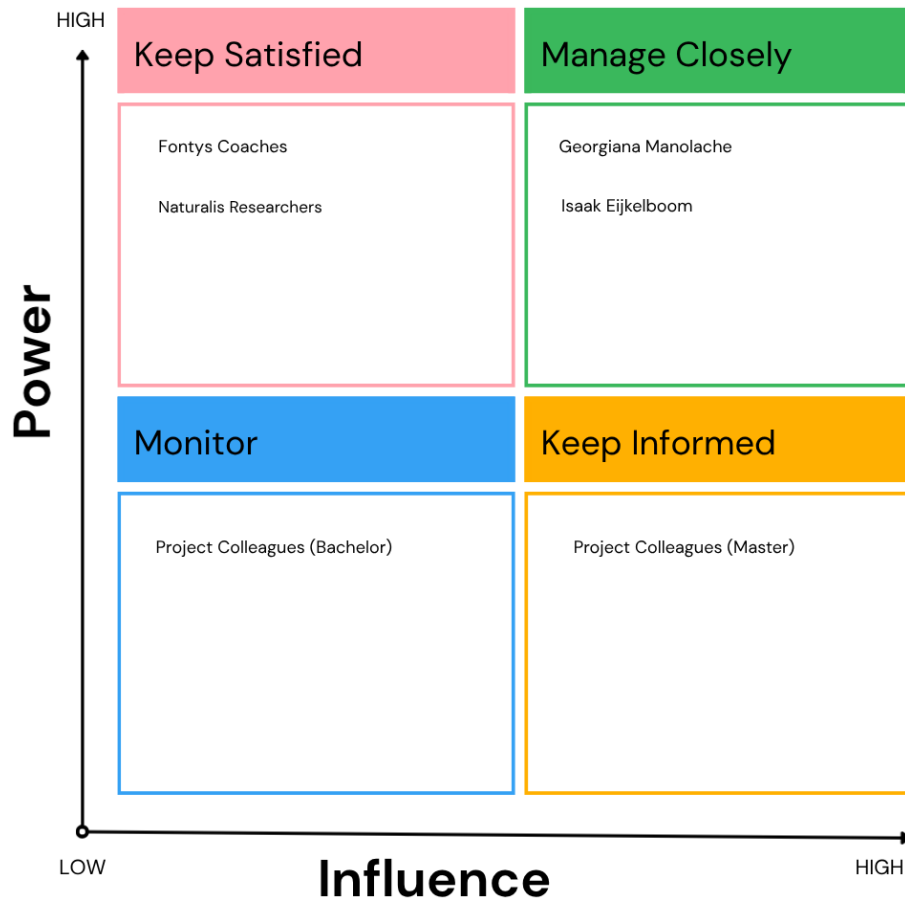 HIGH
Keep Satisfied
Manage Closely
Fontys Coaches
Georgiana Manolache
Naturalis Researchers
Isaak Eijkelboom
Power
Monitor
Keep Informed
Project Colleagues (Bachelor)
Project Colleagues (Master)
LOW
Influence
HIGH